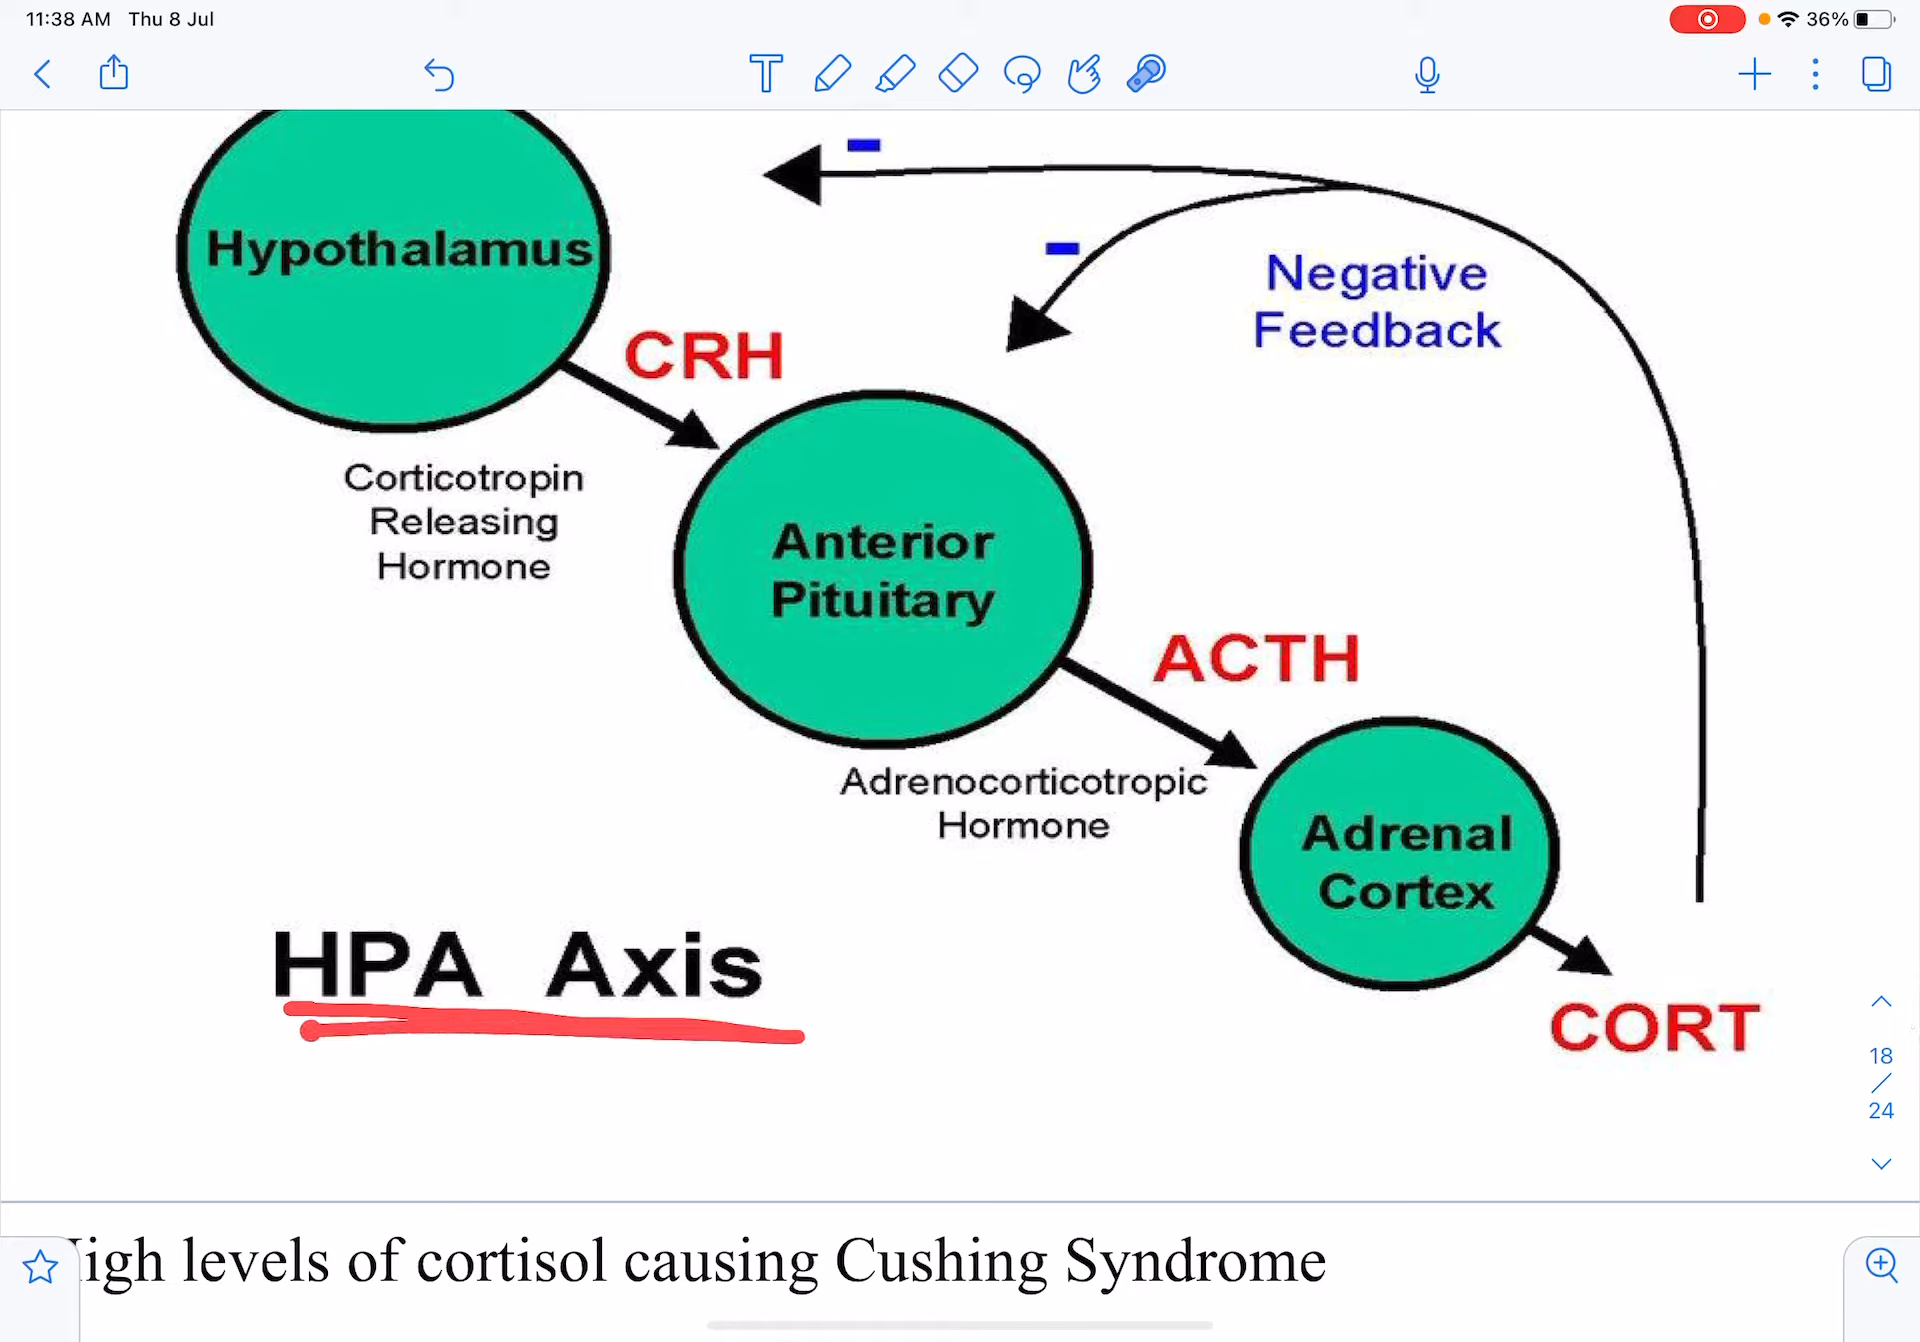 11:38 AM Thu 8 Jul
36%
Hypothalamus
Negative
Feedback
CRH
Corticotropin
Releasing
Hormone
Anterior
Pituitary
ACTH
Adrenocorticotropic
Hormone
Adrenal
Cortex
HPA Axis
CORT
18
/
24
levels of cortisol causing Cushing Syndrome